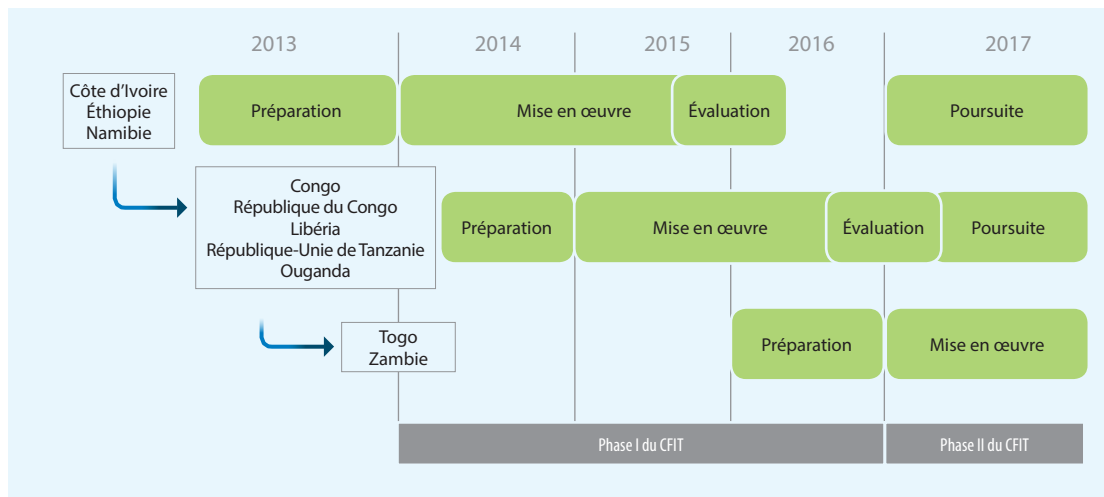 2013
2014
2015
2016
2017
Côte d’Ivoire
Éthiopie
Namibie
Préparation
Mise en œuvre
Évaluation
Poursuite
Congo
République du Congo
Libéria
République-Unie de Tanzanie
Ouganda
Préparation
Mise en œuvre
Évaluation
Poursuite
Togo
Zambie
Préparation
Mise en œuvre
Phase I du CFIT
Phase II du CFIT